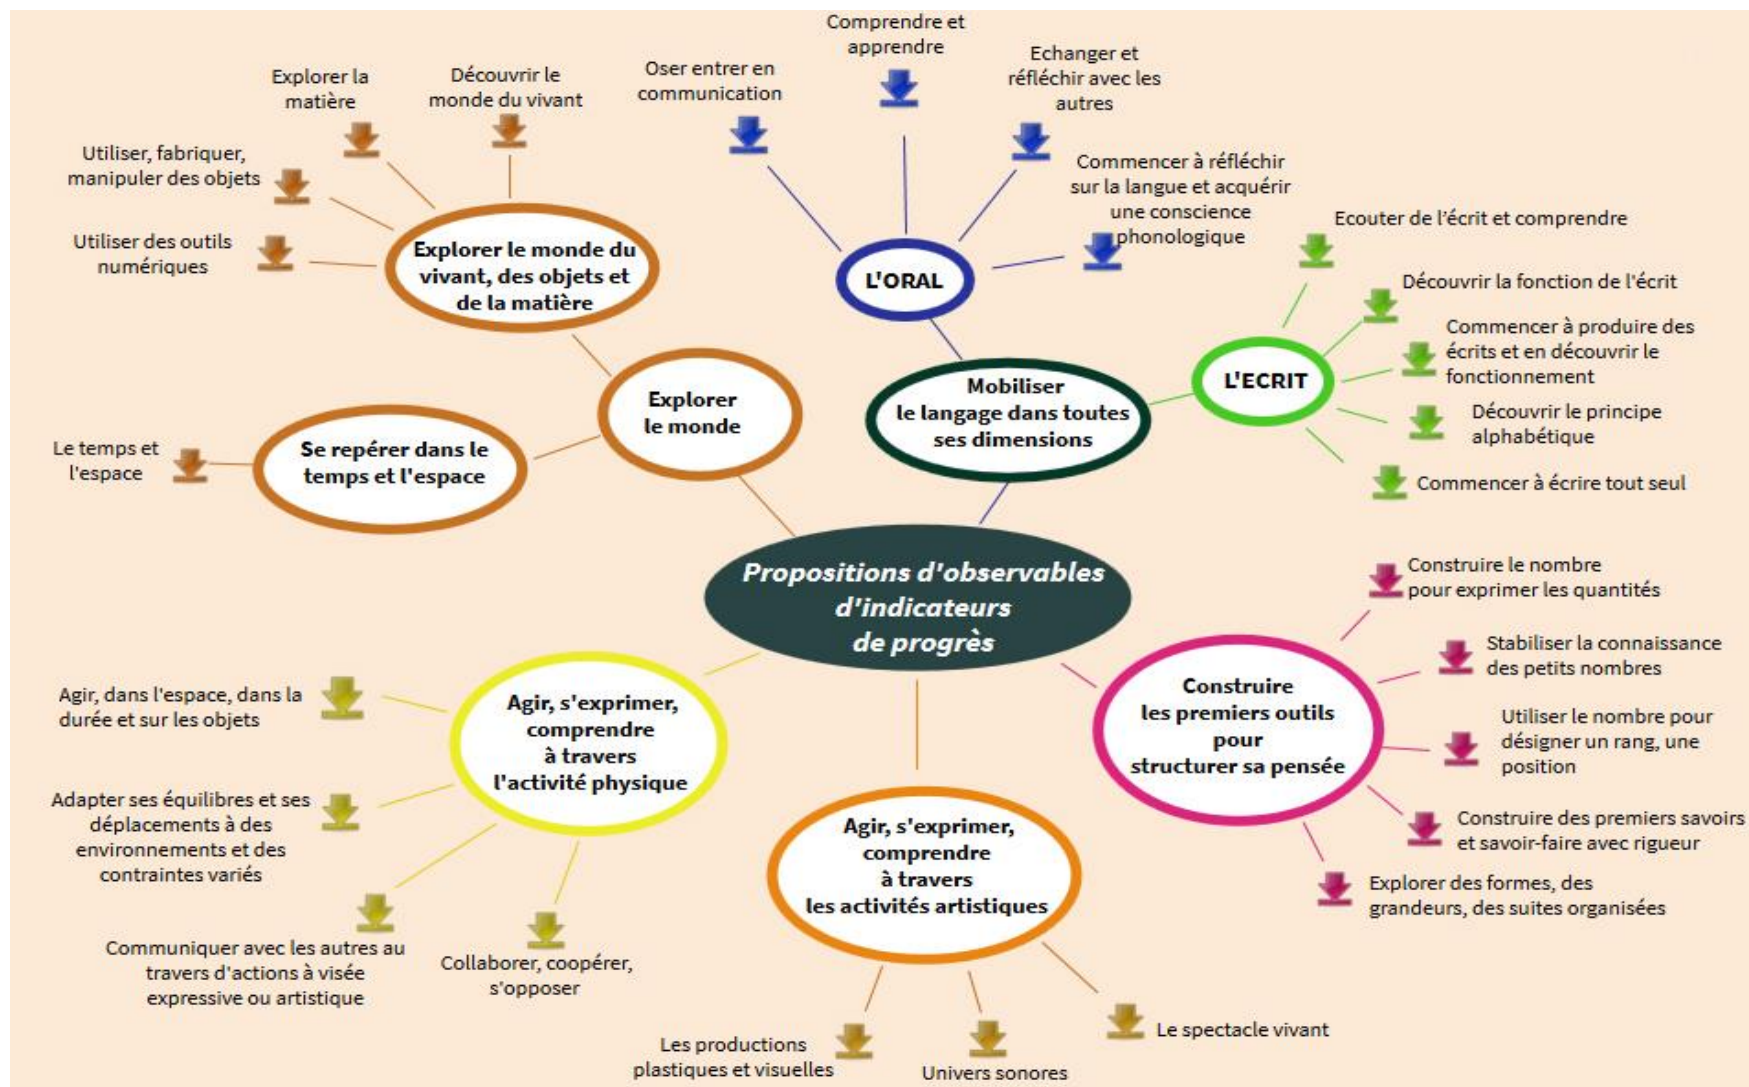 Comprendre et
apprendre
Echanger et
réfléchir avec les
autres
Oser entrer en
communication
Découvrir le
monde du vivant
Explorer la
matière
Utiliser, fabriquer,
manipuler des objets
Utiliser des outils
numériques
Explorer le monde du
vivant, des objets et
de la matière
L'ORAL
Commencer à réfléchir
sur la langue et acquérir
une conscience
phonologique
Ecouter de l’écrit et comprendre
Découvrir la fonction de l'écrit
Commencer à produire des
écrits et en découvrir le
fonctionnement
Découvrir le principe
alphabétique
Commencer à écrire tout seul
L'ECRIT
Mobiliser
le langage dans toutes
ses dimensions
Explorer
le monde
Se repérer dans le
temps et l'espace
Le temps et
l'espace
Propositions d'observables
d'indicateurs
de progrès
Construire le nombre
pour exprimer les quantités
Stabiliser la connaissance
des petits nombres
Utiliser le nombre pour
désigner un rang, une
position
Construire des premiers savoirs
et savoir-faire avec rigueur
Explorer des formes, des
grandeurs, des suites organisées
Construire
les premiers outils
pour
structurer sa pensée
Agir, s'exprimer,
comprendre
à travers
l'activité physique
Agir, dans l'espace, dans la
durée et sur les objets
Adapter ses équilibres et ses
déplacements à des
environnements et des
contraintes variés
Communiquer avec les autres au
travers d'actions à visée
expressive ou artistique
Collaborer, coopérer,
s'opposer
Agir, s'exprimer,
comprendre
à travers
les activités artistiques
Les productions
plastiques et visuelles
Univers sonores
Le spectacle vivant